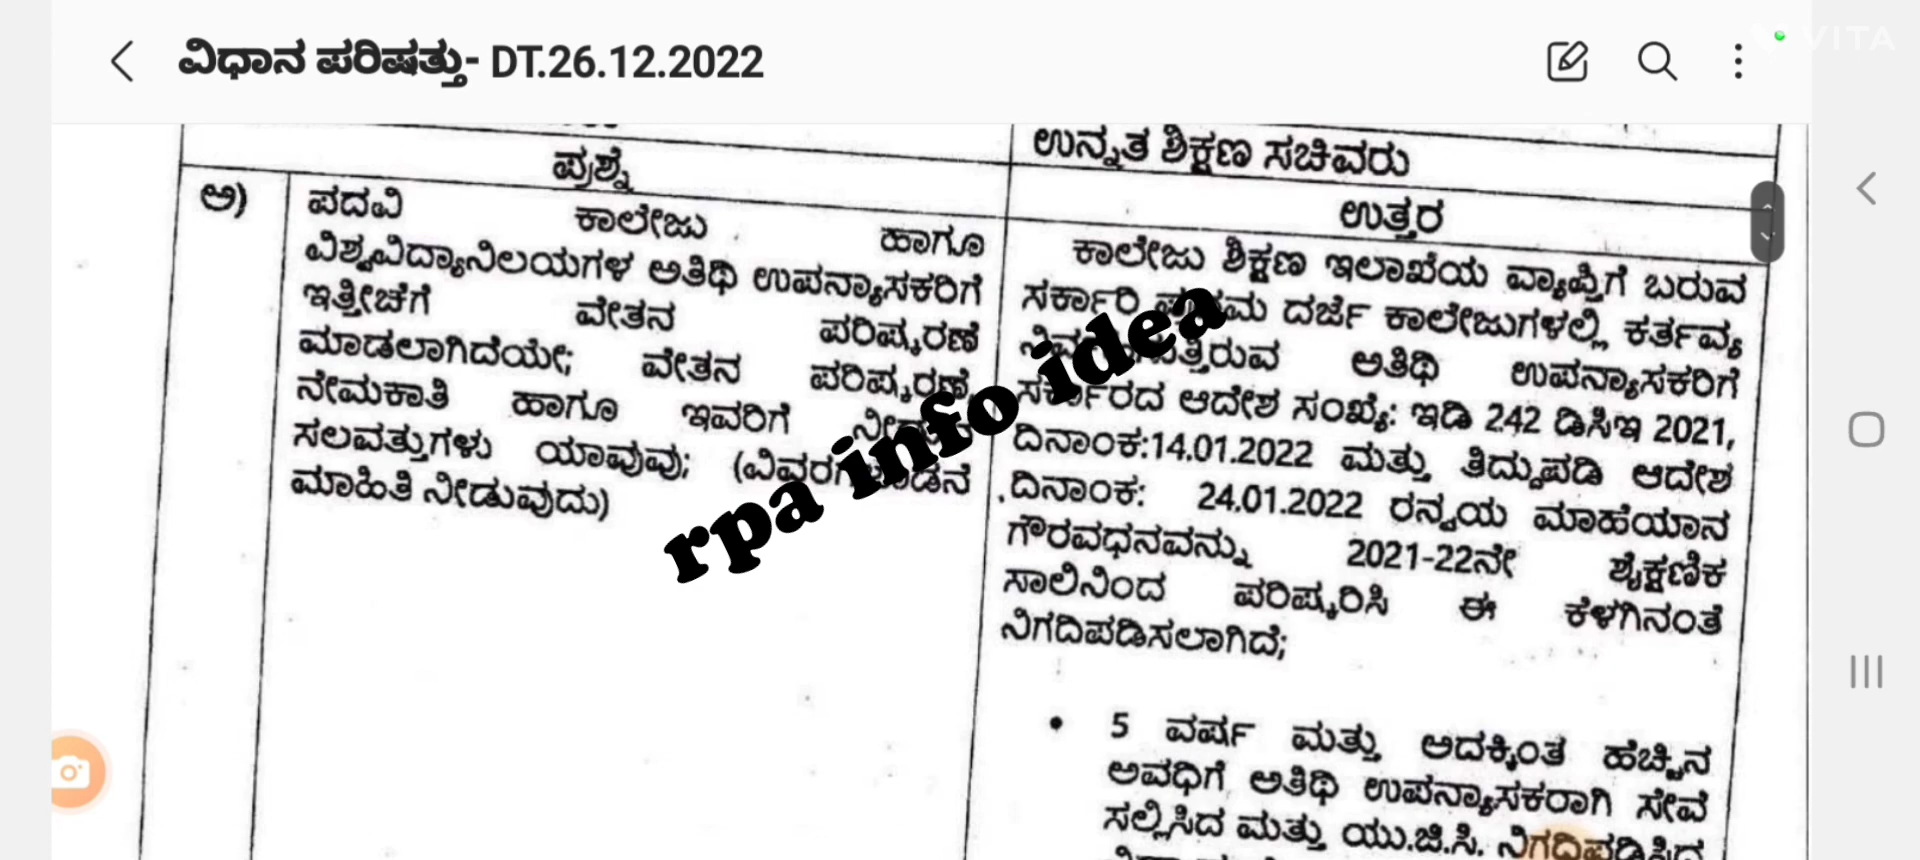 ವಿಧಾನ ಪರಿಷತ್ತು- DT.26.12.2022
VITA
ಉನ್ನತ ಶಿಕ್ಷಣ ಸಚಿವರು
ಪ್ರಶ್ನೆ
ಉತ್ತರ
ಅ)
ಪದವಿ ಕಾಲೇಜು ಹಾಗೂ
ವಿಶ್ವವಿದ್ಯಾನಿಲಯಗಳ ಅತಿಥಿ ಉಪನ್ಯಾಸಕರಿಗೆ
ಇತ್ತೀಚೆಗೆ ವೇತನ ಪರಿಷ್ಕರಣೆ
ಮಾಡಲಾಗಿದೆಯೇ; ವೇತನ ಪರಿಷ್ಕರಣೆ,
ನೇಮಕಾತಿ ಹಾಗೂ ಇವರಿಗೆ
ಸಲವತ್ತುಗಳು ಯಾವುವು;
ಮಾಹಿತಿ ನೀಡುವುದು)
ಕಾಲೇಜು ಶಿಕ್ಷಣ ಇಲಾಖೆಯ ವ್ಯಾಪ್ತಿಗೆ ಬರುವ
ಸರ್ಕಾರಿ ದರ್ಜೆ ಕಾಲೇಜುಗಳಲ್ಲಿ ಕರ್ತವ್ಯ
ಅತಿಥಿ ಉಪನ್ಯಾಸಕರಿಗೆ
ಸರ್ಕಾರದ ಆದೇಶ ಸಂಖ್ಯೆ: ಇಡಿ 242 ಡಿಸಿಇ 2021,
ದಿನಾಂಕ:14.01.2022 ಮತ್ತು ತಿದ್ದುಪಡಿ ಆದೇಶ
ದಿನಾಂಕ: 24.01.2022 ರನ್ವಯ ಮಾಹೆಯಾನ
ಗೌರವಧನವನ್ನು 2021-22ನೇ ಶೈಕ್ಷಣಿಕ
ಸಾಲಿನಿಂದ ಪರಿಷ್ಕರಿಸಿ ಈ ಕೆಳಗಿನಂತೆ
ನಿಗದಿಪಡಿಸಲಾಗಿದೆ;
• 5 ವರ್ಷ ಮತ್ತು ಅದಕ್ಕಿಂತ ಹೆಚ್ಚಿನ
ಅವಧಿಗೆ ಅತಿಥಿ ಉಪನ್ಯಾಸಕರಾಗಿ ಸೇವೆ
ಸಲ್ಲಿಸಿದ ಮತ್ತು ಯು.ಜಿ.ಸಿ. ನಿಗದಿಪಡಿಸಿದ
rpa info idea